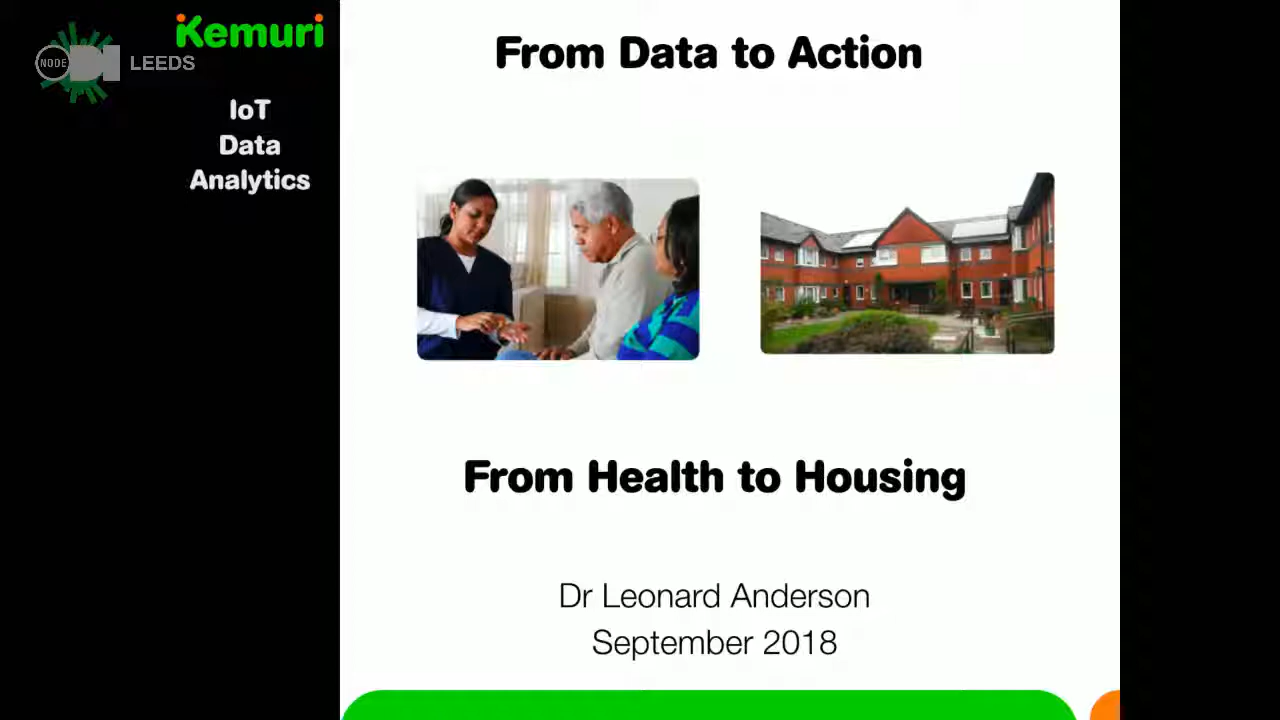 Kemuri
NODE
LEEDS
IoT
Data
Analytics
From Data to Action
From Health to Housing
Dr Leonard Anderson
September 2018